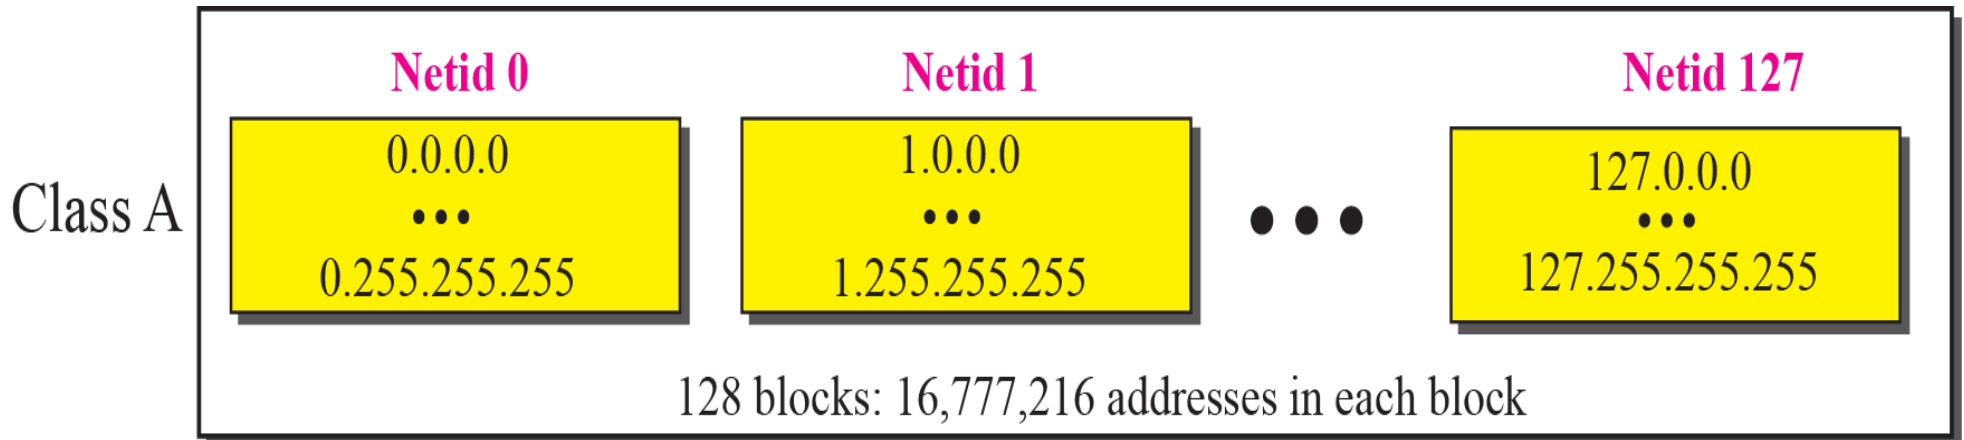 Class A
Netid 0
0.0.0.0
•••
0.255.255.255
Netid 1
1.0.0.0
•••
1.255.255.255
•••
Netid 127
127.0.0.0
•••
127.255.255.255
128 blocks: 16,777,216 addresses in each block